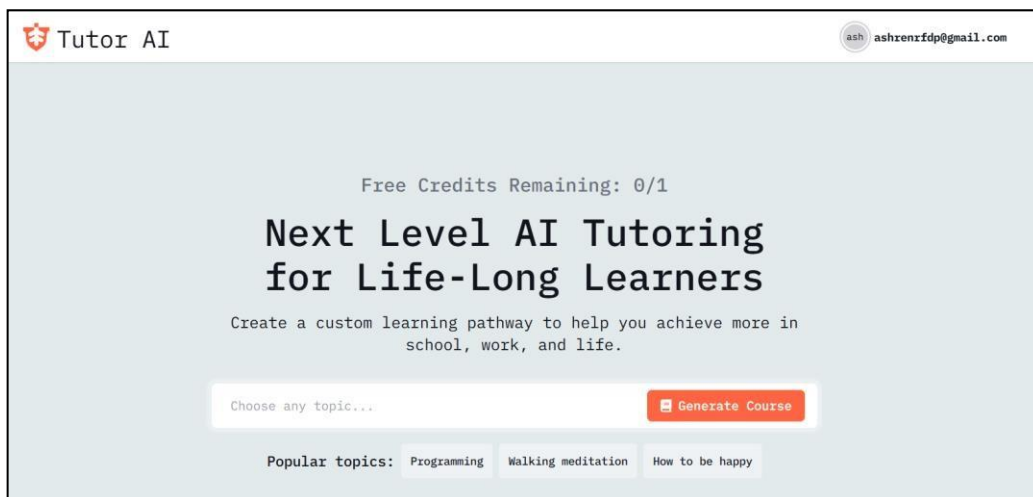 Tutor AI
ash ashrenrfdp@gmail.com
Free Credits Remaining: 0/1
Next Level AI Tutoring
for Life-Long Learners
Create a custom learning pathway to help you achieve more in
school, work, and life.
Choose any topic...
Generate Course
Popular topics: Programming Walking meditation How to be happy